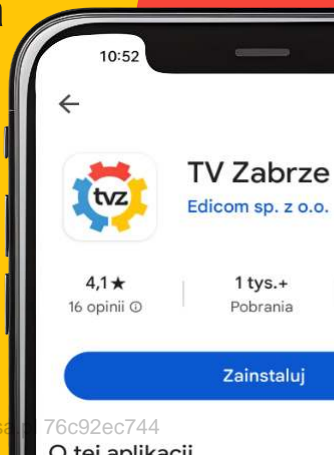 10:52
tvz
TV Zabrze
Edicom sp. z o.o.
4,1★
16 opinii ⓘ
1 tys.+
Pobrania
Zainstaluj
76c92ec744
O tej aplikacji